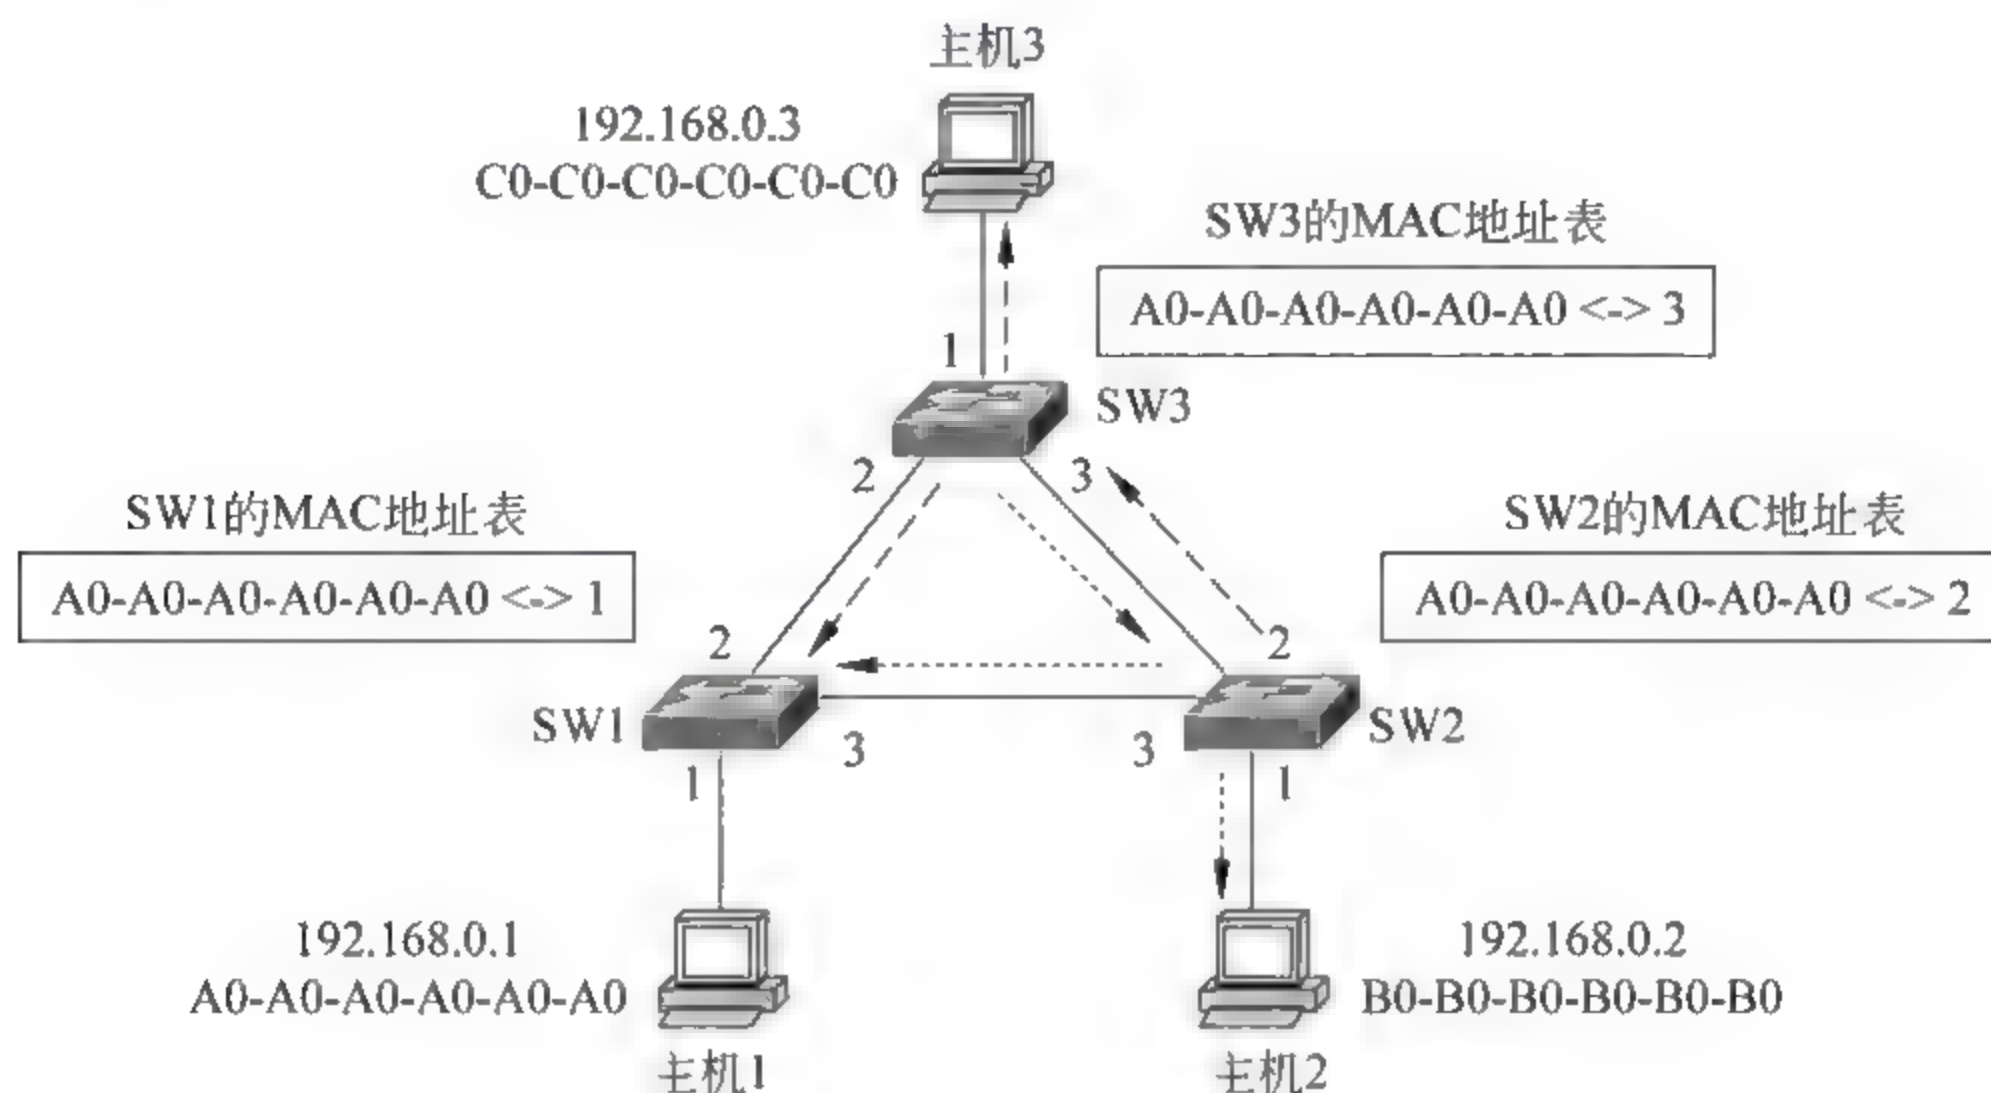 主机3
192.168.0.3
C0-C0-C0-C0-C0-C0
SW3的MAC地址表
A0-A0-A0-A0-A0-A0 <-> 3
1
SW3
2
3
SW1的MAC地址表
A0-A0-A0-A0-A0-A0 <-> 1
SW2的MAC地址表
A0-A0-A0-A0-A0-A0 <-> 2
2
2
SW1
3
3
SW2
1
1
192.168.0.1
A0-A0-A0-A0-A0-A0
主机1
192.168.0.2
B0-B0-B0-B0-B0-B0
主机2